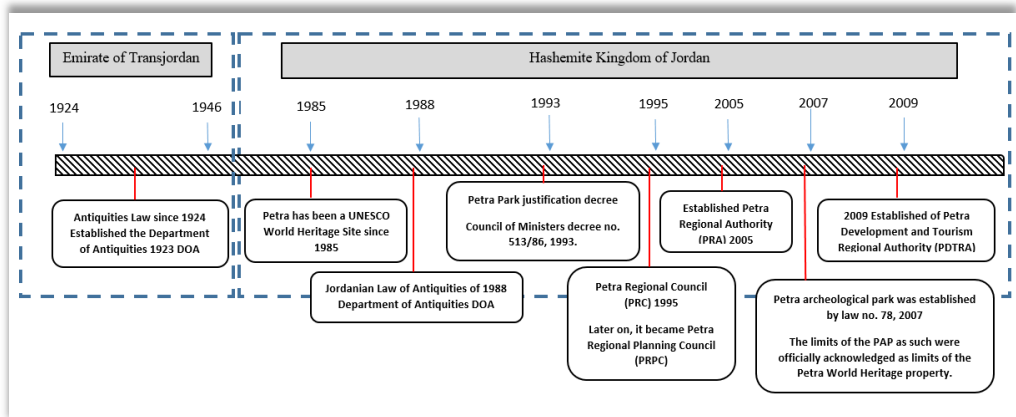 Emirate of Transjordan
Hashemite Kingdom of Jordan
1924
1946
1985
1988
1993
1995
2005
2007
2009
Antiquities Law since 1924
Established the Department
of Antiquities 1923 DOA
Petra has been a UNESCO
World Heritage Site since
1985
Jordanian Law of Antiquities of 1988
Department of Antiquities DOA
Petra Park justification decree
Council of Ministers decree no.
513/86, 1993.
Petra Regional Council
(PRC) 1995
Later on, it became Petra
Regional Planning Council
(PRPC)
Established Petra
Regional Authority
(PRA) 2005
Petra archeological park was established
by law no. 78, 2007
The limits of the PAP as such were
officially acknowledged as limits of the
Petra World Heritage property.
2009 Established of Petra
Development and Tourism
Regional Authority (PDTRA)